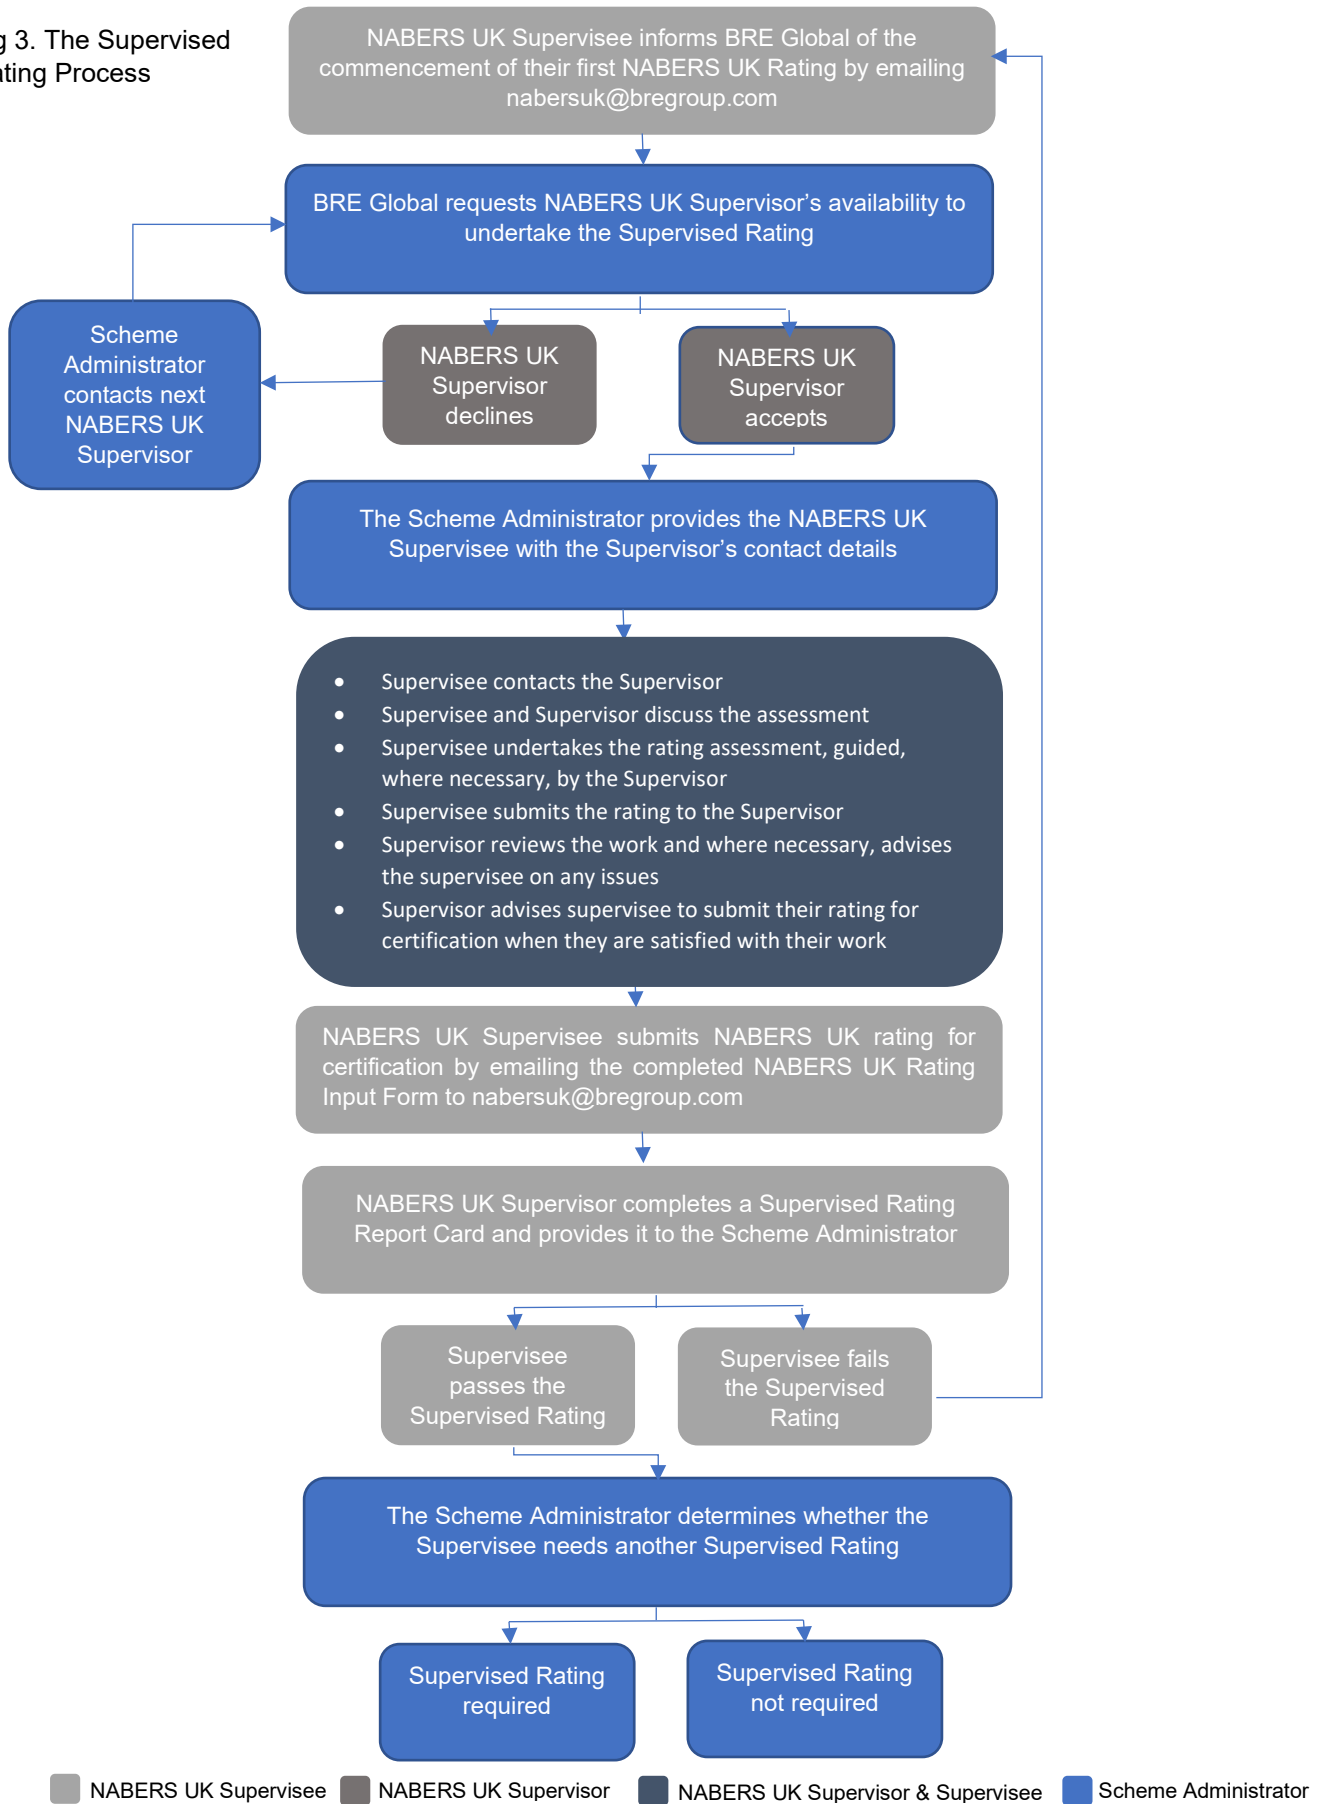 g 3. The Supervised
ating Process
NABERS UK Supervisee informs BRE Global of the
commencement of their first NABERS UK Rating by emailing
nabersuk@bregroup.com
BRE Global requests NABERS UK Supervisor’s availability to
undertake the Supervised Rating
Scheme
Administrator
contacts next
NABERS UK
Supervisor
NABERS UK
Supervisor
declines
NABERS UK
Supervisor
accepts
The Scheme Administrator provides the NABERS UK
Supervisee with the Supervisor’s contact details
• Supervisee contacts the Supervisor
• Supervisee and Supervisor discuss the assessment
• Supervisee undertakes the rating assessment, guided,
where necessary, by the Supervisor
• Supervisee submits the rating to the Supervisor
• Supervisor reviews the work and where necessary, advises
the supervisee on any issues
• Supervisor advises supervisee to submit their rating for
certification when they are satisfied with their work
NABERS UK Supervisee submits NABERS UK rating for
certification by emailing the completed NABERS UK Rating
Input Form to nabersuk@bregroup.com
NABERS UK Supervisor completes a Supervised Rating
Report Card and provides it to the Scheme Administrator
Supervisee
passes the
Supervised Rating
Supervisee fails
the Supervised
Rating
The Scheme Administrator determines whether the
Supervisee needs another Supervised Rating
Supervised Rating
required
Supervised Rating
not required
NABERS UK Supervisee
NABERS UK Supervisor
NABERS UK Supervisor & Supervisee
Scheme Administrator